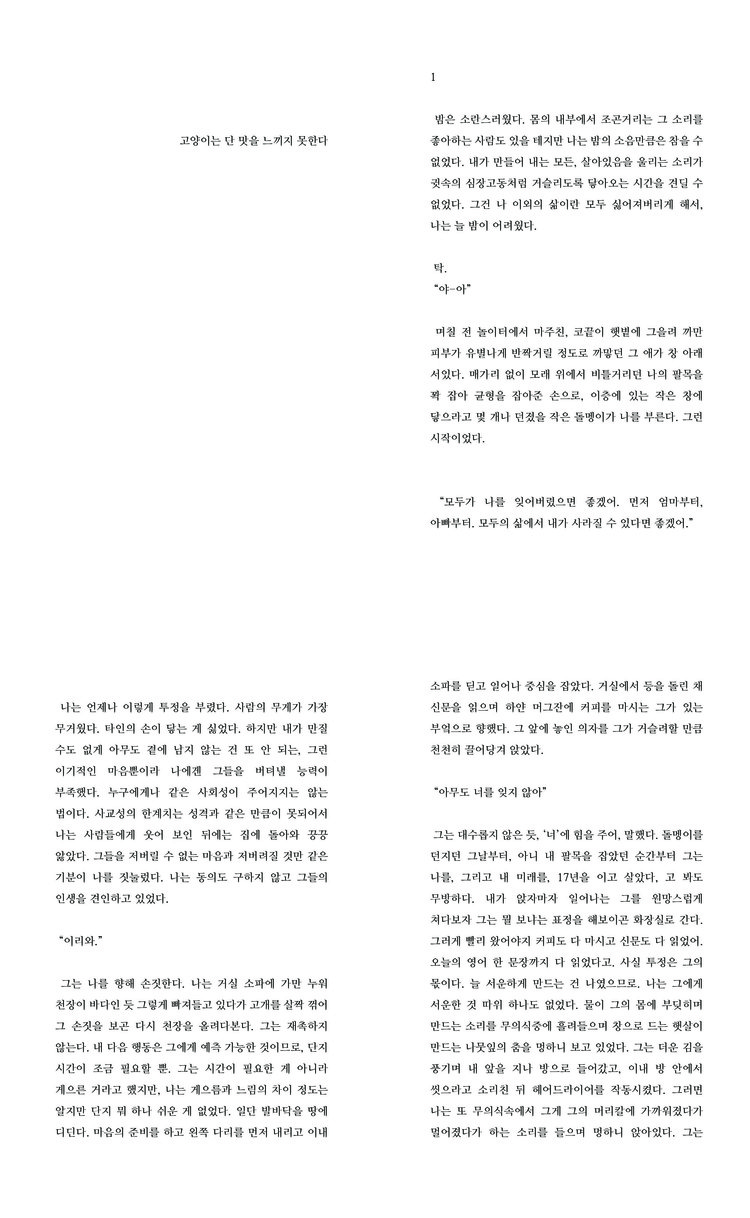 고양이는 단 맛을 느끼지 못한다
1
밤은 소란스러웠다. 몸의 내부에서 조곤거리는 그 소리를
좋아하는 사람도 있을 테지만 나는 밤의 소음만큼은 참을 수
없었다. 내가 만들어 내는 모든, 살아있음을 울리는 소리가
귓속의 심장고동처럼 거슬리도록 닿아오는 시간을 견딜 수
없었다. 그건 나 이외의 삶이란 모두 싫어져버리게 해서,
나는 늘 밤이 어려웠다.
탁.
“야-아”
며칠 전 놀이터에서 마주친, 코끝이 햇볕에 그을려 까만
피부가 유별나게 반짝거릴 정도로 까맣던 그 애가 창 아래
서있다. 매가리 없이 모래 위에서 비틀거리던 나의 팔목을
꽉 잡아 균형을 잡아준 손으로, 이층에 있는 작은 창에
닿으라고 몇 개나 던졌을 작은 돌멩이가 나를 부른다. 그런
시작이었다.
“모두가 나를 잊어버렸으면 좋겠어. 먼저 엄마부터,
아빠부터. 모두의 삶에서 내가 사라질 수 있다면 좋겠어.”
나는 언제나 이렇게 투정을 부렸다. 사람의 무게가 가장
무거웠다. 타인의 손이 닿는 게 싫었다. 하지만 내가 만질
수도 없게 아무도 곁에 남지 않는 건 또 안 되는, 그런
이기적인 마음뿐이라 나에겐 그들을 버텨낼 능력이
부족했다. 누구에게나 같은 사회성이 주어지지는 않는
법이다. 사교성의 한계치는 성격과 같은 만큼이 못되어서
나는 사람들에게 웃어 보인 뒤에는 집에 돌아와 끙끙
앓았다. 그들을 저버릴 수 없는 마음과 저버려질 것만 같은
기분이 나를 짓눌렀다. 나는 동의도 구하지 않고 그들의
인생을 견인하고 있었다.
“이리와.”
그는 나를 향해 손짓한다. 나는 거실 소파에 가만 누워
천장이 바다인 듯 그렇게 빠져들고 있다가 고개를 살짝 꺾어
그 손짓을 보곤 다시 천장을 올려다본다. 그는 재촉하지
않는다. 내 다음 행동은 그에게 예측 가능한 것이므로, 단지
시간이 조금 필요할 뿐. 그는 시간이 필요한 게 아니라
게으른 거라고 했지만, 나는 게으름과 느림의 차이 정도는
알지만 단지 뭐 하나 쉬운 게 없었다. 일단 발바닥을 땅에
디딘다. 마음의 준비를 하고 왼쪽 다리를 먼저 내리고 이내
소파를 딛고 일어나 중심을 잡았다. 거실에서 등을 돌린 채
신문을 읽으며 하얀 머그잔에 커피를 마시는 그가 있는
부엌으로 향했다. 그 앞에 놓인 의자를 그가 거슬려할 만큼
천천히 끌어당겨 앉았다.
“아무도 너를 잊지 않아”
그는 대수롭지 않은 듯, ‘너’에 힘을 주어, 말했다. 돌멩이를
던지던 그날부터, 아니 내 팔목을 잡았던 순간부터 그는
나를, 그리고 내 미래를, 17년을 이고 살았다, 고 봐도
무방하다. 내가 앉자마자 일어나는 그를 원망스럽게
쳐다보자 그는 뭘 보냐는 표정을 해보이곤 화장실로 간다.
그러게 빨리 왔어야지 커피도 다 마시고 신문도 다 읽었어.
오늘의 영어 한 문장까지 다 읽었다고. 사실 투정은 그의
몫이다. 늘 서운하게 만드는 건 나였으므로. 나는 그에게
서운한 것 따위 하나도 없었다. 물이 그의 몸에 부딪히며
만드는 소리를 무의식중에 흘려들으며 창으로 드는 햇살이
만드는 나뭇잎의 춤을 멍하니 보고 있었다. 그는 더운 김을
풍기며 내 앞을 지나 방으로 들어갔고, 이내 방 안에서
씻으라고 소리친 뒤 헤어드라이어를 작동시켰다. 그러면
나는 또 무의식속에서 그게 그의 머리칼에 가까워졌다가
멀어졌다가 하는 소리를 들으며 멍하니 앉아있다. 그는